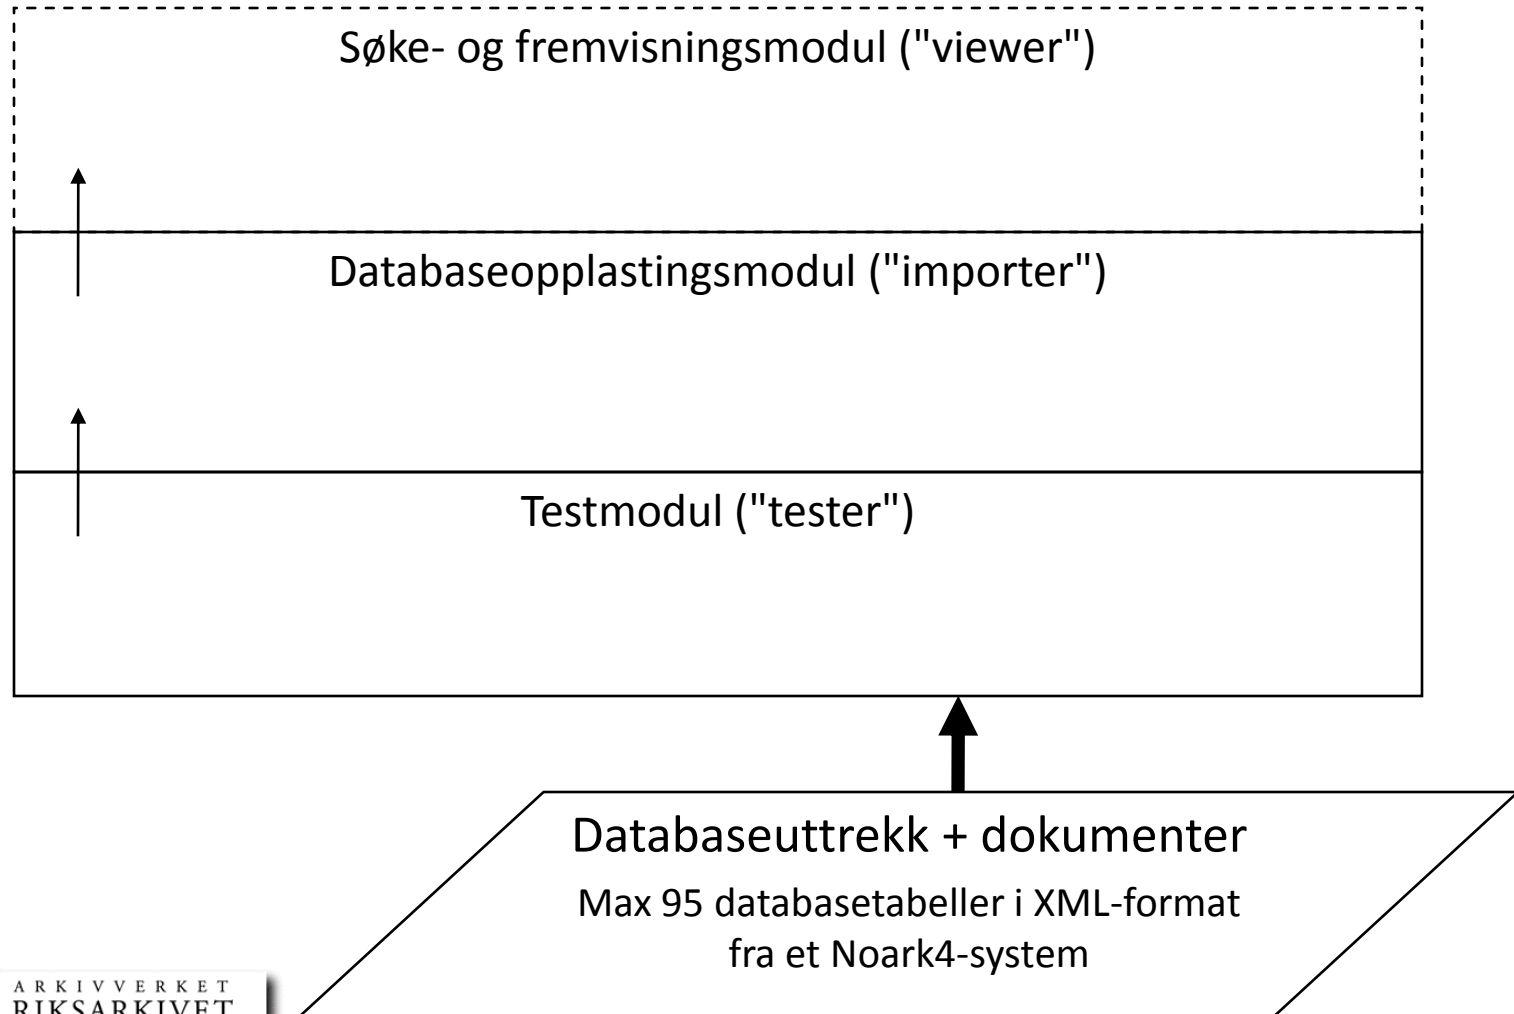 Søke- og fremvisningsmodul ("viewer")
Databaseopplastingsmodul ("importer")
Testmodul ("tester")
Databaseuttrekk + dokumenter
Max 95 databasetabeller i XML-format
fra et Noark4-system
ARKIVVERKET
RIKSARKIVET